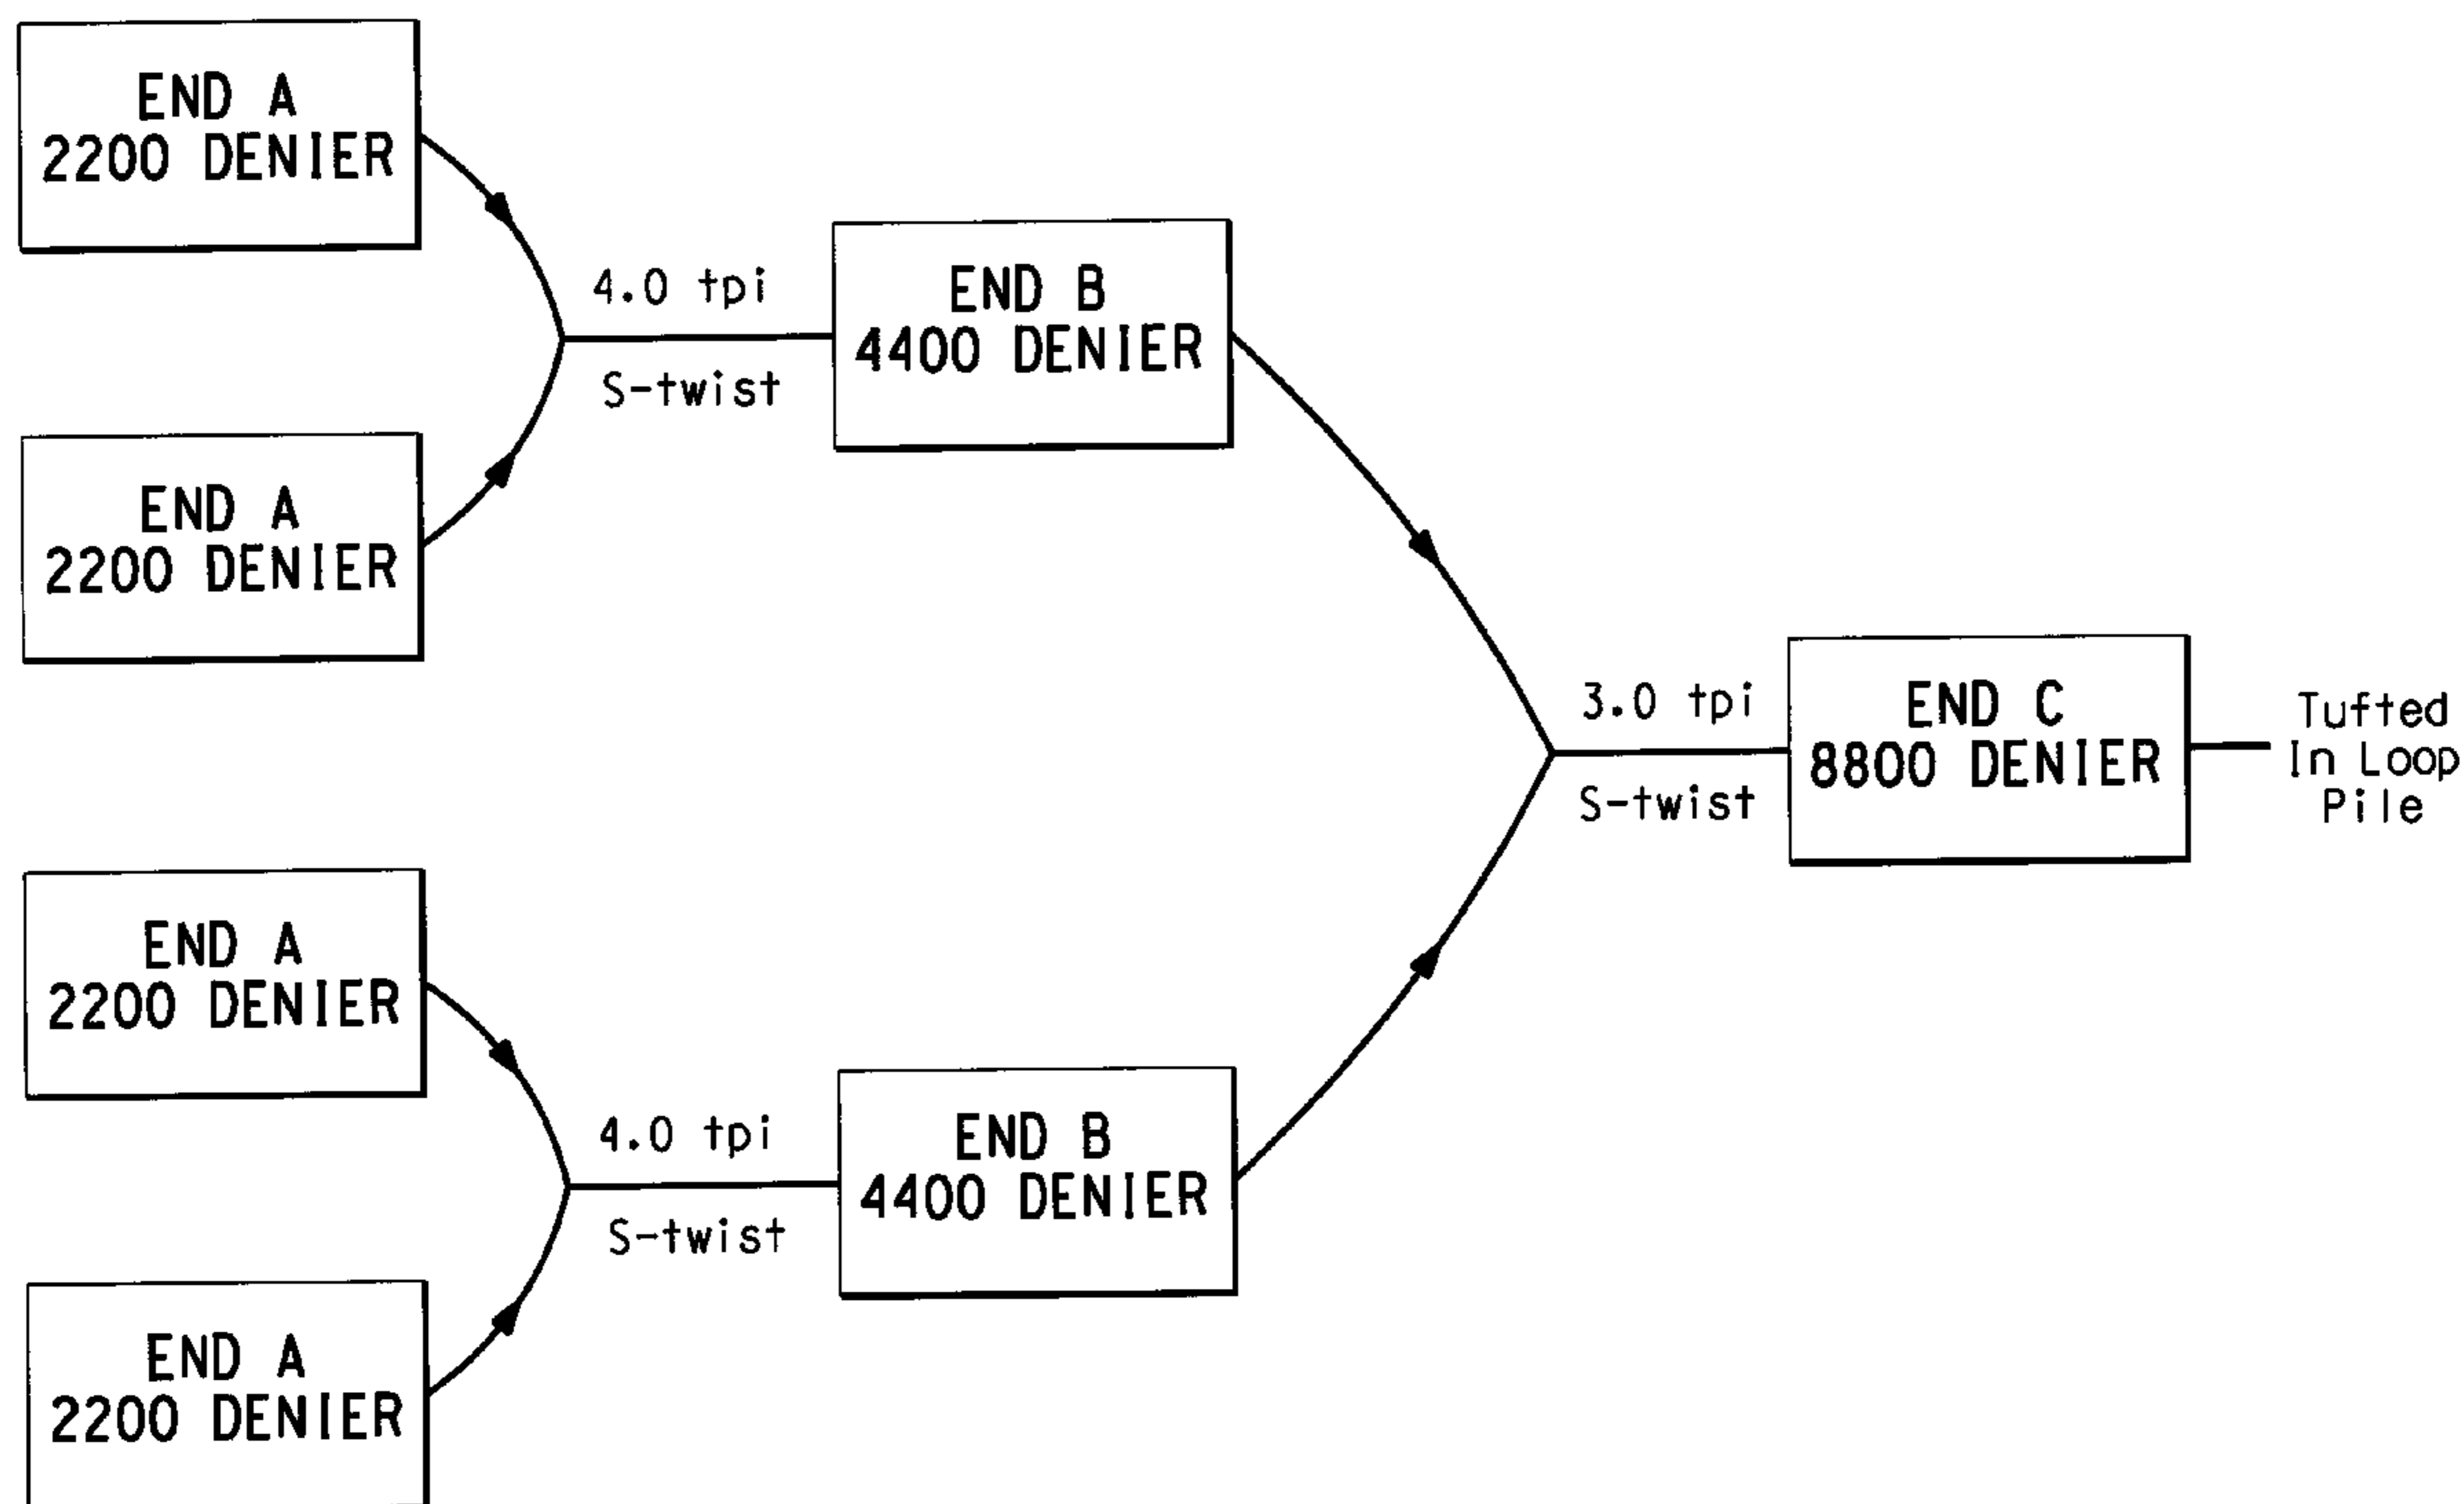 END A
2200 DENIER
4.0 tpi
S-twist
END A
2200 DENIER
END B
4400 DENIER
END A
2200 DENIER
4.0 tpi
S-twist
END A
2200 DENIER
END B
4400 DENIER
3.0 tpi
S-twist
END C
8800 DENIER
Tufted
In Loop
Pile